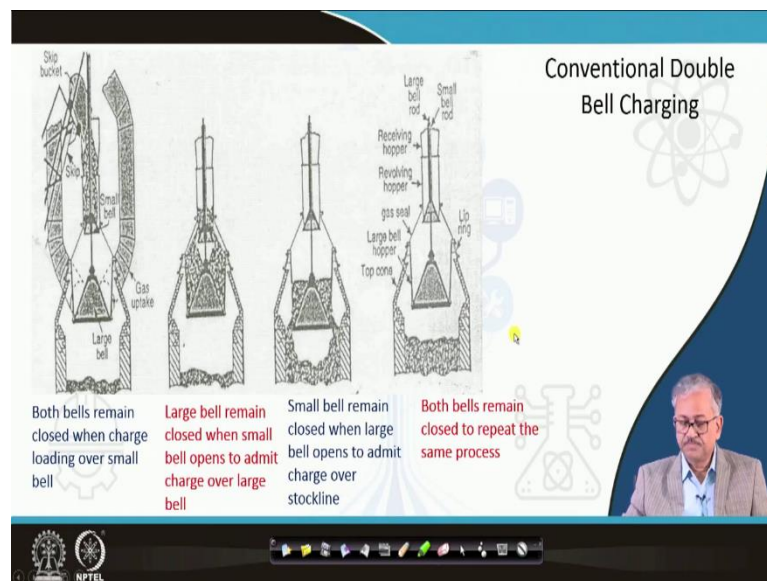 Conventional Double
Bell Charging
Skip
bucket
Skip
Small
bell
Gas
uptake
Large
bell
Large
bell
rod
Small
bell
rod
Receiving
hopper
Revolving
hopper
gas seal
Large bell
hopper
Top cone
Lip
ring
Both bells remain
closed when charge
loading over small
bell
Large bell remain
closed when small
bell opens to admit
charge over large
bell
Small bell remain
closed when large
bell opens to admit
charge over
stockline
Both bells remain
closed to repeat the
same process
NPTEL